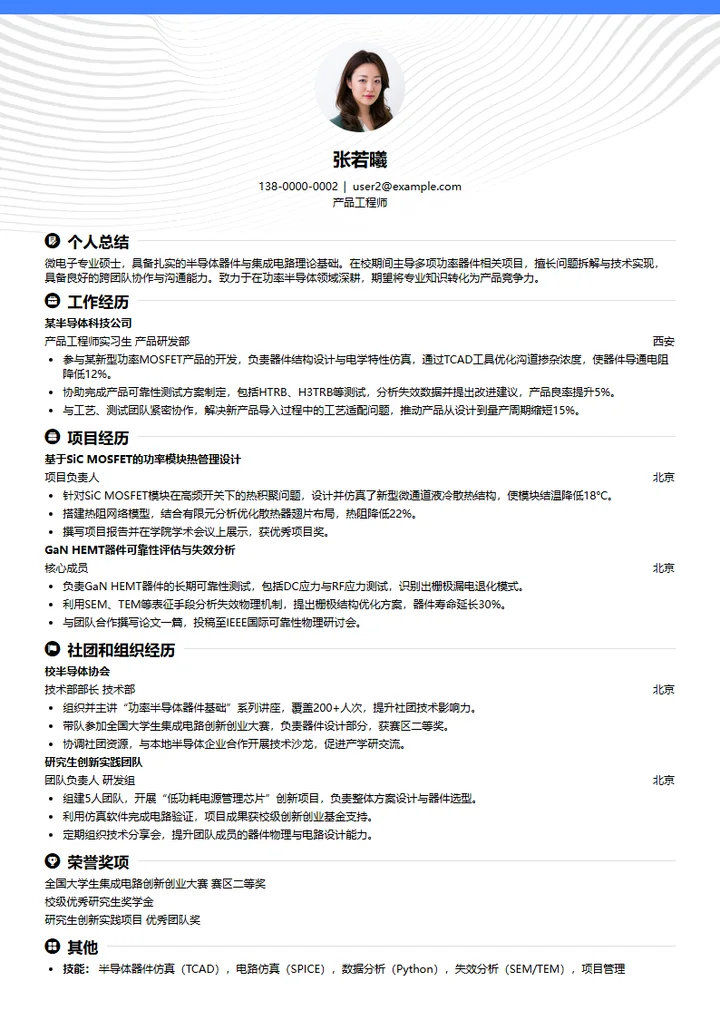 张若曦
138-0000-0002 | user2@example.com
产品工程师
个人总结
微电子专业硕士，具备扎实的半导体器件与集成电路理论基础。在校期间主导多项功率器件相关项目，擅长问题拆解与技术实现，
具备良好的跨团队协作与沟通能力。致力于在功率半导体领域深耕，期望将专业知识转化为产品竞争力。
工作经历
某半导体科技公司
产品工程师实习生 产品研发部 西安
• 参与某新型功率MOSFET产品的开发，负责器件结构设计与电学特性仿真，通过TCAD工具优化沟道掺杂浓度，使器件导通电阻
降低12%。
• 协助完成产品可靠性测试方案制定，包括HTRB、H3TRB等测试，分析失效数据并提出改进建议，产品良率提升5%。
• 与工艺、测试团队紧密协作，解决新产品导入过程中的工艺适配问题，推动产品从设计到量产周期缩短15%。
项目经历
基于SiC MOSFET的功率模块热管理设计
项目负责人 北京
• 针对SiC MOSFET模块在高频开关下的热积聚问题，设计并仿真了新型微通道液冷散热结构，使模块结温降低18°C。
• 搭建热阻网络模型，结合有限元分析优化散热器翅片布局，热阻降低22%。
• 撰写项目报告并在学院学术会议上展示，获优秀项目奖。
GaN HEMT器件可靠性评估与失效分析
核心成员 北京
• 负责GaN HEMT器件的长期可靠性测试，包括DC应力与RF应力测试，识别出栅极漏电退化模式。
• 利用SEM、TEM等表征手段分析失效物理机制，提出栅极结构优化方案，器件寿命延长30%。
• 与团队合作撰写论文一篇，投稿至IEEE国际可靠性物理研讨会。
社团和组织经历
校半导体协会
技术部部长 技术部 北京
• 组织并主讲“功率半导体器件基础”系列讲座，覆盖200+人次，提升社团技术影响力。
• 带队参加全国大学生集成电路创新创业大赛，负责器件设计部分，获赛区二等奖。
• 协调社团资源，与本地半导体企业合作开展技术沙龙，促进产学研交流。
研究生创新实践团队
团队负责人 研发组 北京
• 组建5人团队，开展“低功耗电源管理芯片”创新项目，负责整体方案设计与器件选型。
• 利用仿真软件完成电路验证，项目成果获校级创新创业基金支持。
• 定期组织技术分享会，提升团队成员的器件物理与电路设计能力。
荣誉奖项
全国大学生集成电路创新创业大赛 赛区二等奖
校级优秀研究生奖学金
研究生创新实践项目 优秀团队奖
其他
• 技能： 半导体器件仿真（TCAD），电路仿真（SPICE），数据分析（Python），失效分析（SEM/TEM），项目管理